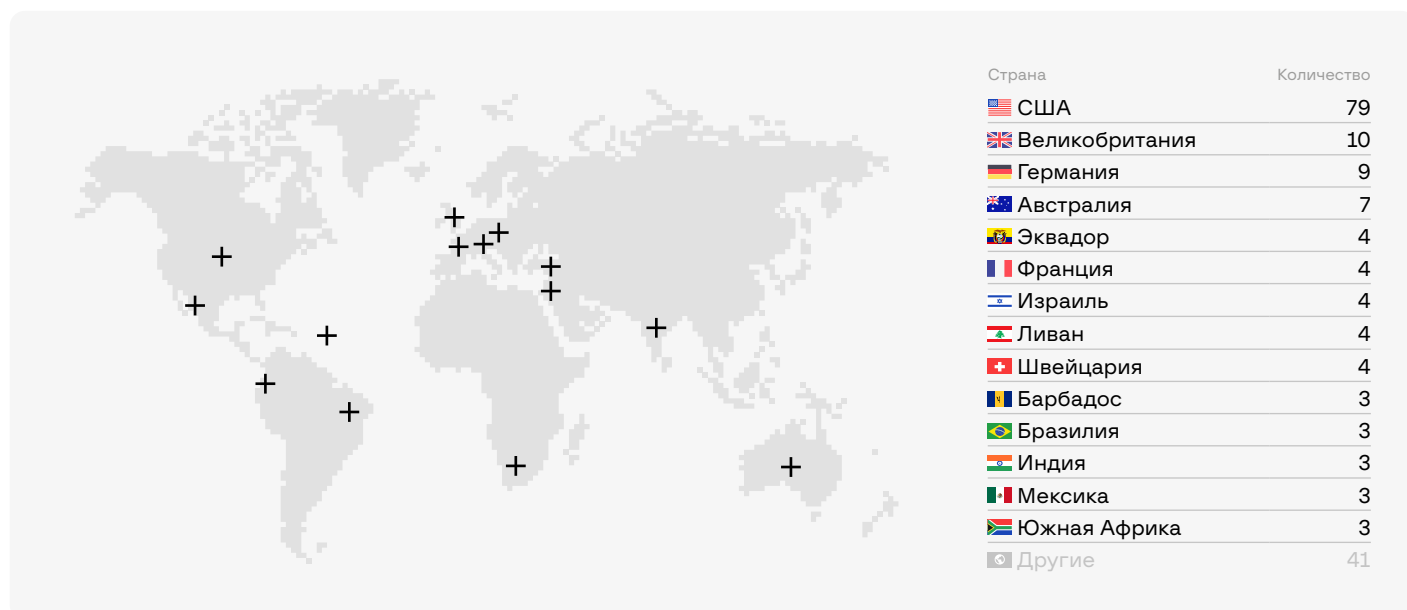 Страна Количество
США 79
Великобритания 10
Германия 9
Австралия 7
Эквадор 4
Франция 4
Израиль 4
Ливан 4
Швейцария 4
Барбадос 3
Бразилия 3
Индия 3
Мексика 3
Южная Африка 3
Другие 41